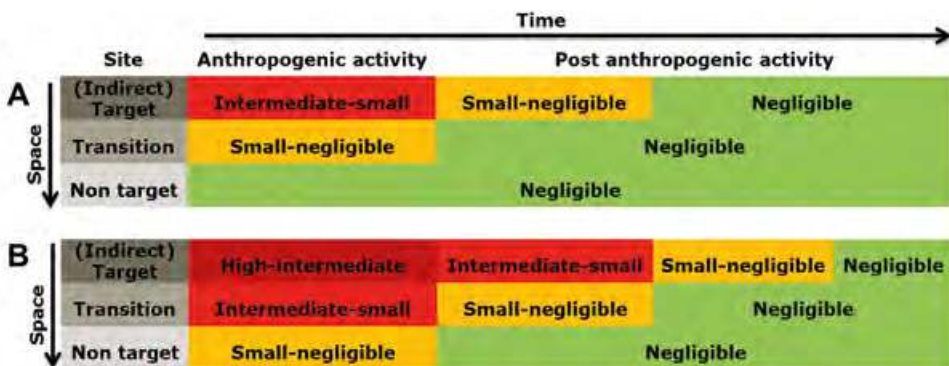 Time
Site Anthropogenic activity Post anthropogenic activity
A
Space
(Indirect)
Target Intermediate-small Small-negligible Negligible
Transition Small-negligible Negligible
Non target Negligible
B
Space
(Indirect)
Target High-intermediate Intermediate-small Small-negligible Negligible
Transition Intermediate-small Small-negligible Negligible
Non target Small-negligible Negligible